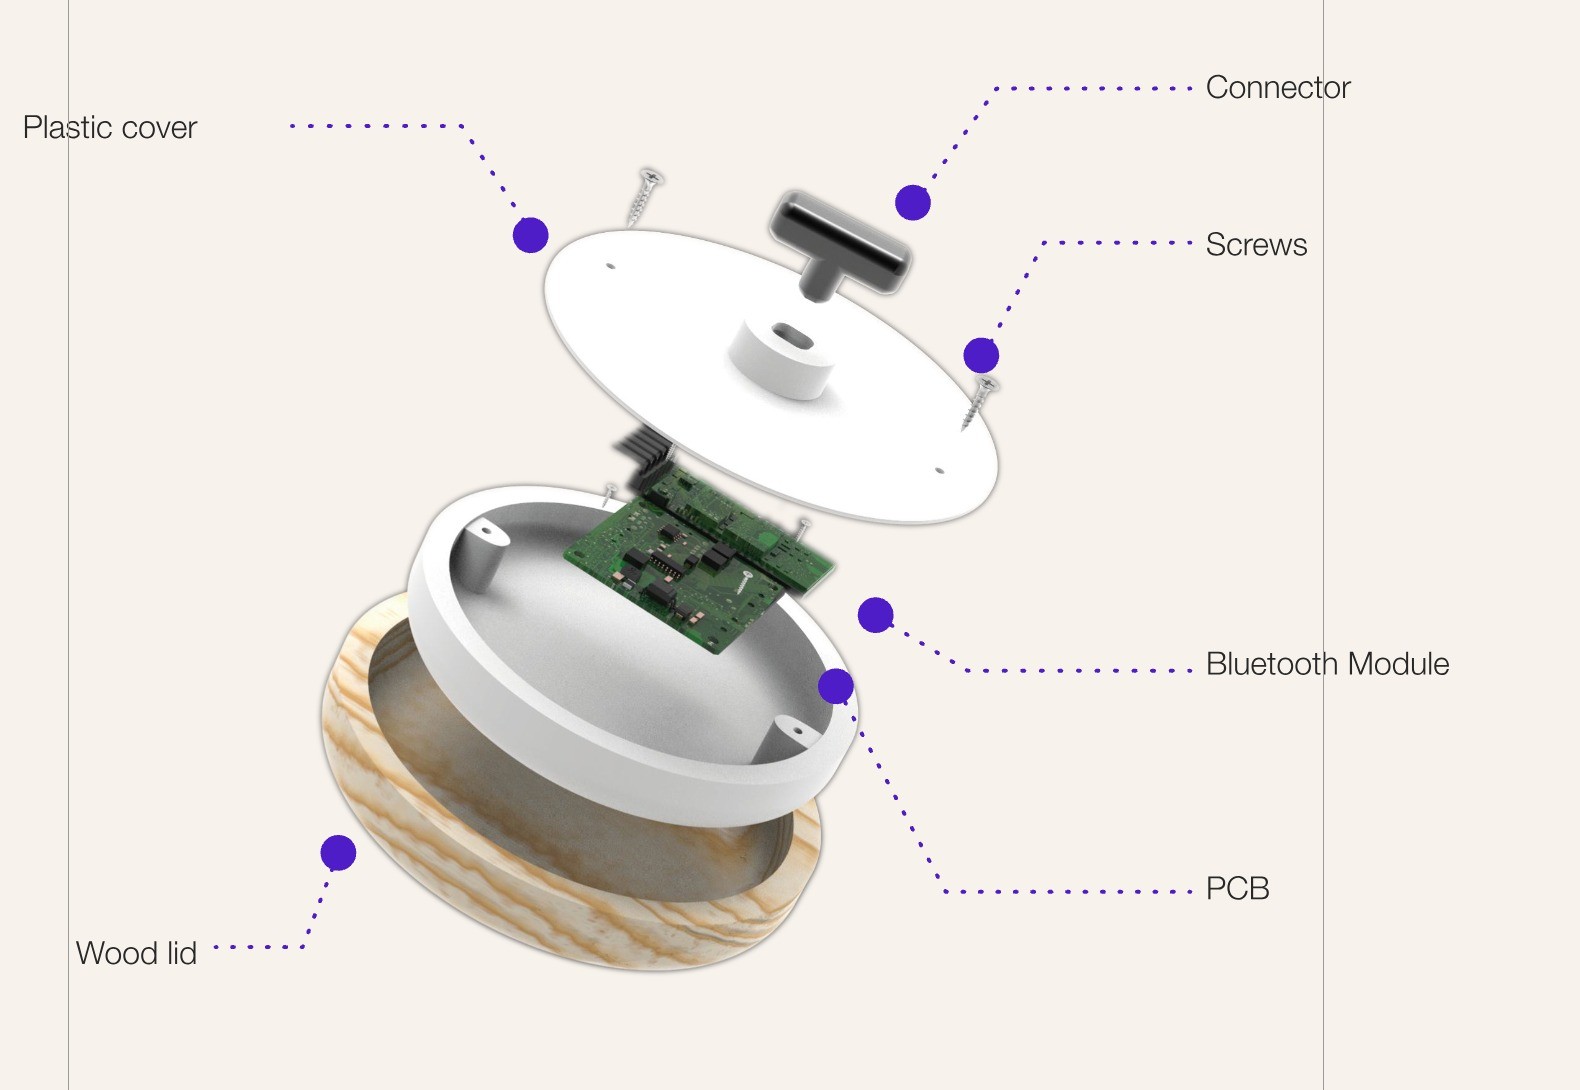 Connector
Plastic cover
Screws
Bluetooth Module
PCB
Wood lid